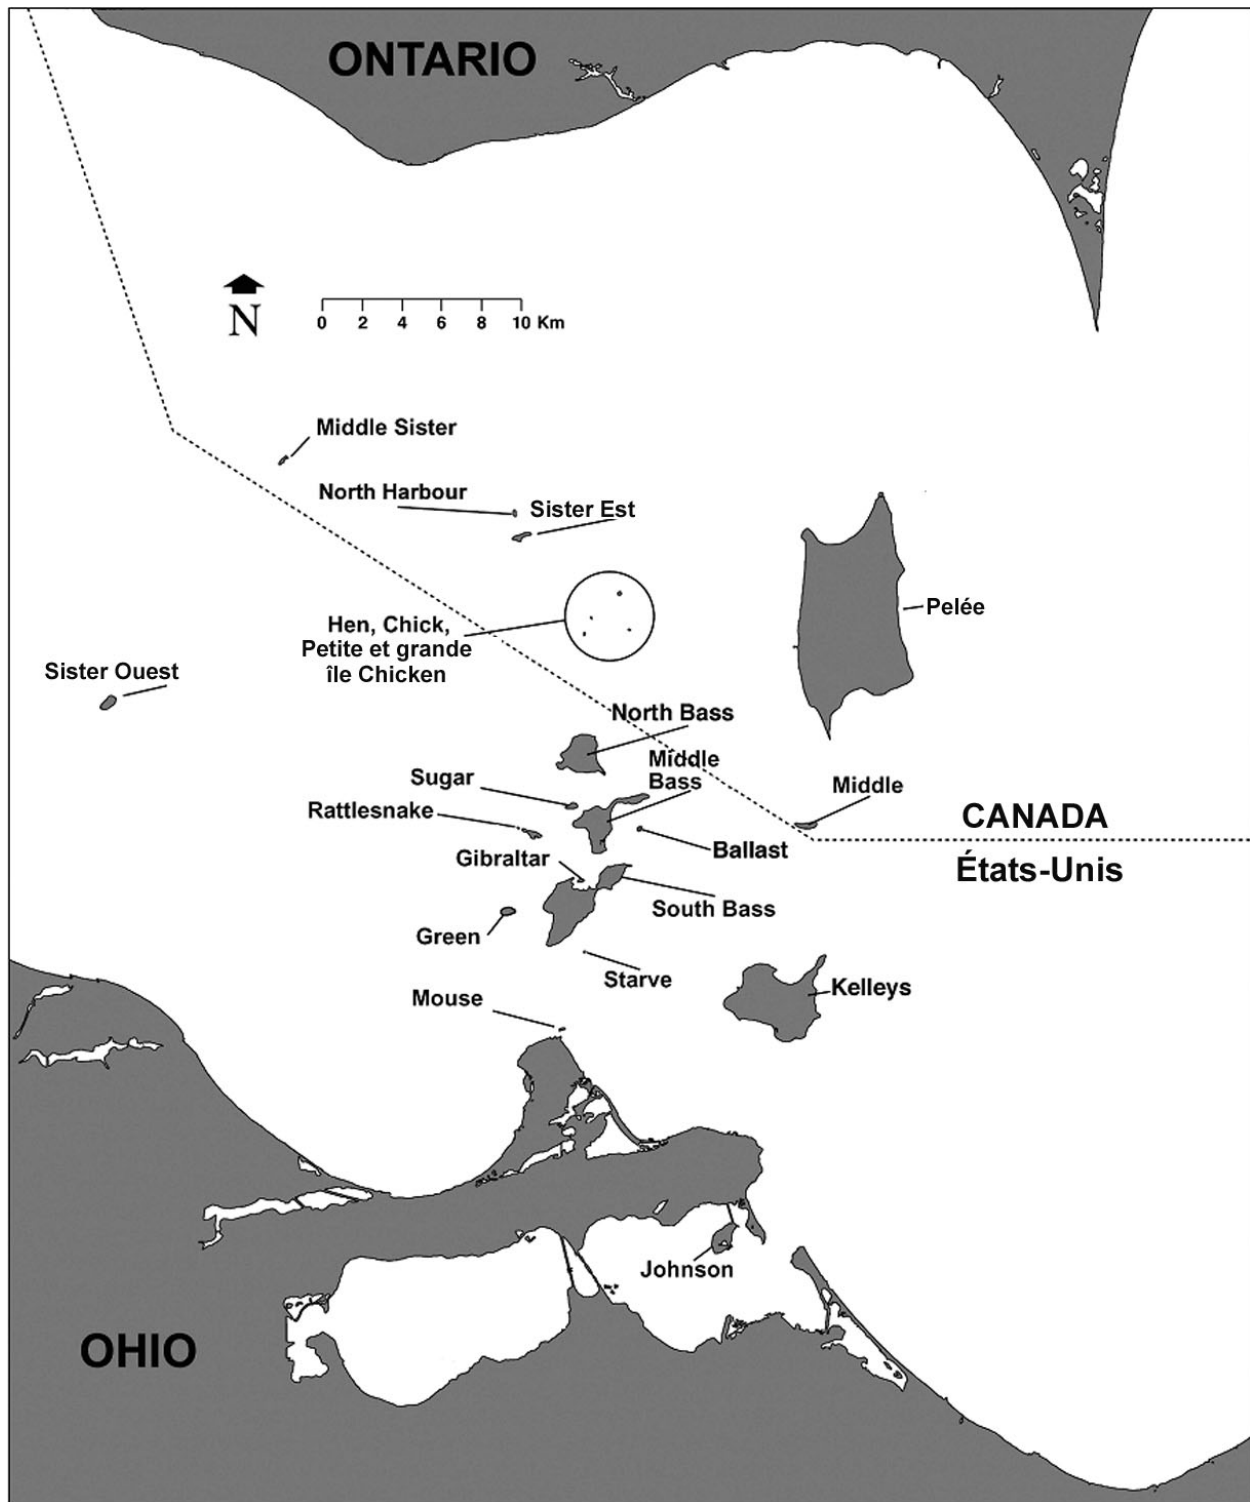 ONTARIO
N
0 2 4 6 8 10 Km
Middle Sister
North Harbour
Sister Est
Pelée
Hen, Chick,
Petite et grande
île Chicken
Sister Ouest
North Bass
Middle
Bass
Sugar
Middle
Rattlesnake
CANADA
Ballast
Gibraltar
États-Unis
South Bass
Green
Starve
Kelleys
Mouse
Johnson
OHIO